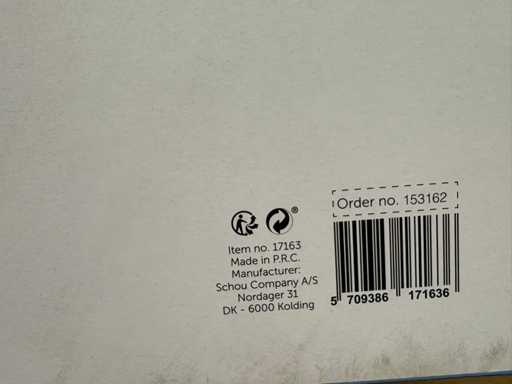 Order no. 153162
®
Item no. 17163
Made in P.R.C.
Manufacturer:
Schou Company A/S
Nordager 31
DK - 6000 Kolding
5 709386 171636